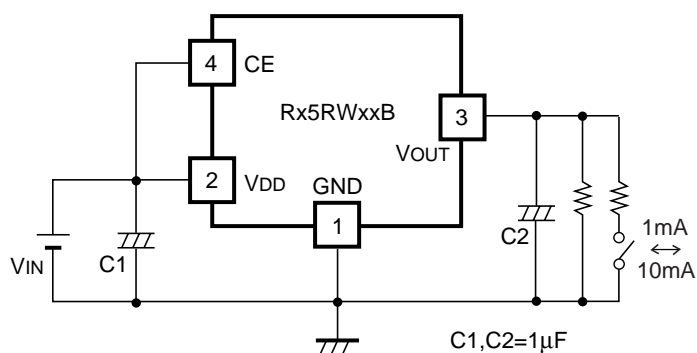 4 CE
Rx5RWxxB
3
VOUT
2 VDD
GND
1
VIN
C1
C2
1mA
10mA
C1,C2=1μF